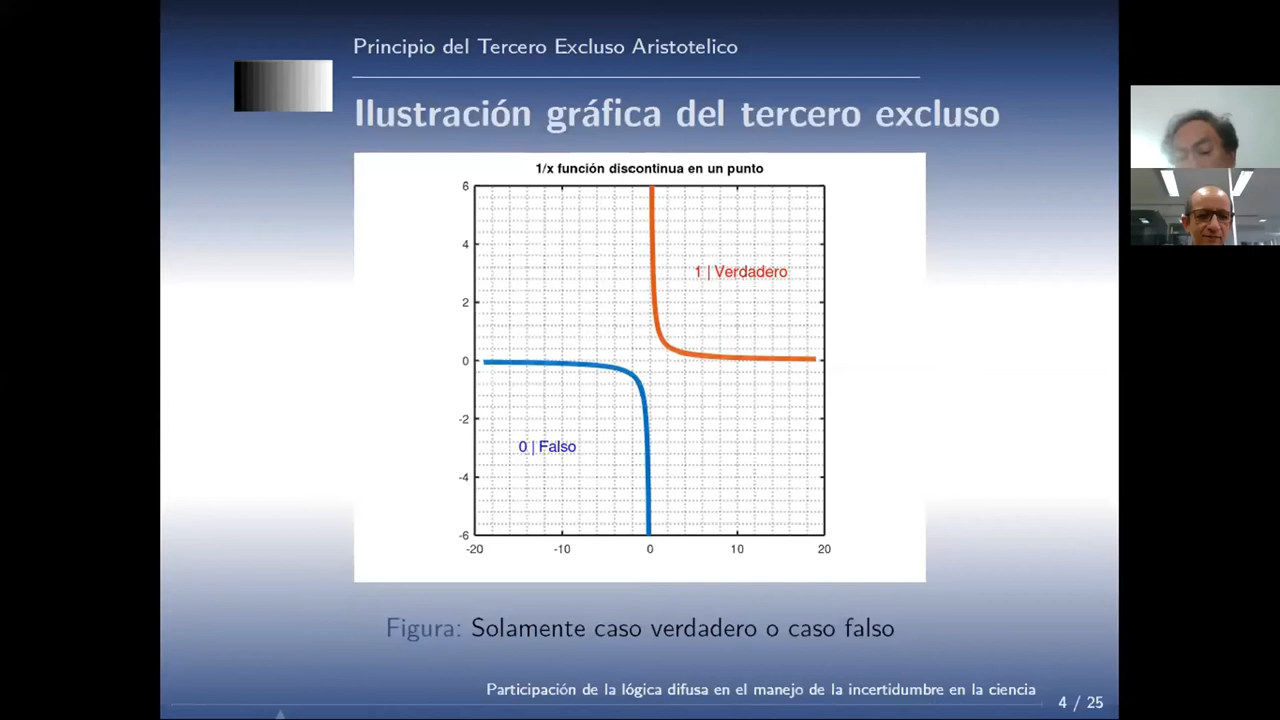 Principio del Tercero Excluso Aristotelico
Ilustración gráfica del tercero excluso
1/x función discontinua en un punto
6
4
2
0
-2
-4
-6
-20 -10 0 10 20
1 | Verdadero
0 | Falso
Figura: Solamente caso verdadero o caso falso
Participación de la lógica difusa en el manejo de la incertidumbre en la ciencia
4 / 25